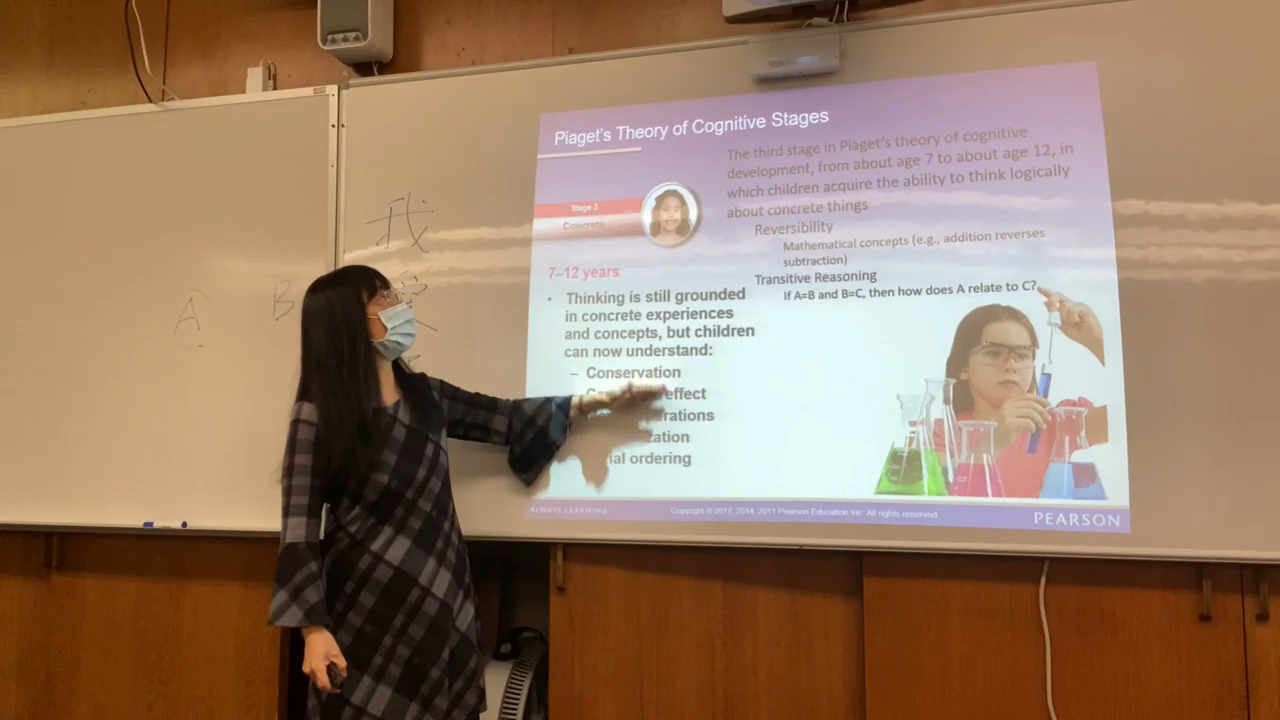 A
B
我
Piaget's Theory of Cognitive Stages
Stage 3
Concrete
7–12 years
• Thinking is still grounded
in concrete experiences
and concepts, but children
can now understand:
– Conservation
effect
ordering
The third stage in Piaget's theory of cognitive
development, from about age 7 to about age 12, in
which children acquire the ability to think logically
about concrete things
Reversibility
Mathematical concepts (e.g., addition reverses
subtraction)
Transitive Reasoning
If A=B and B=C, then how does A relate to C?
ALWAYS LEARNING
Copyright © 2017, 2014, 2011 Pearson Education Inc. All rights reserved.
PEARSON